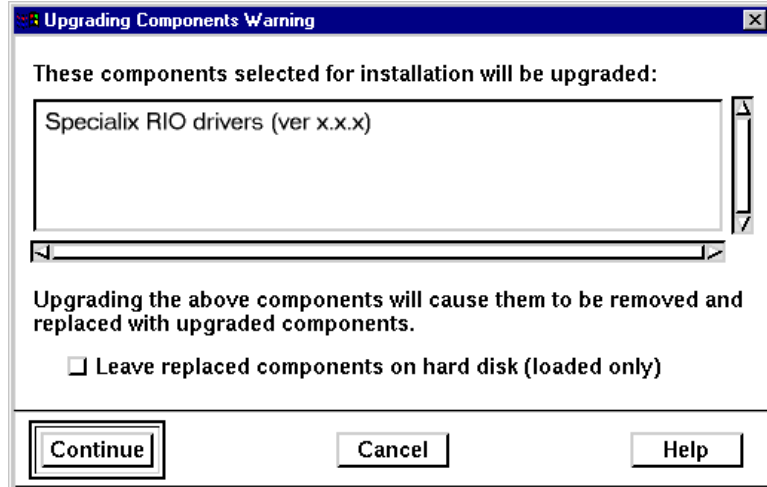 Upgrading Components Warning
These components selected for installation will be upgraded:
Specialix RIO drivers (ver x.x.x)
Upgrading the above components will cause them to be removed and
replaced with upgraded components.
Leave replaced components on hard disk (loaded only)
Continue Cancel Help